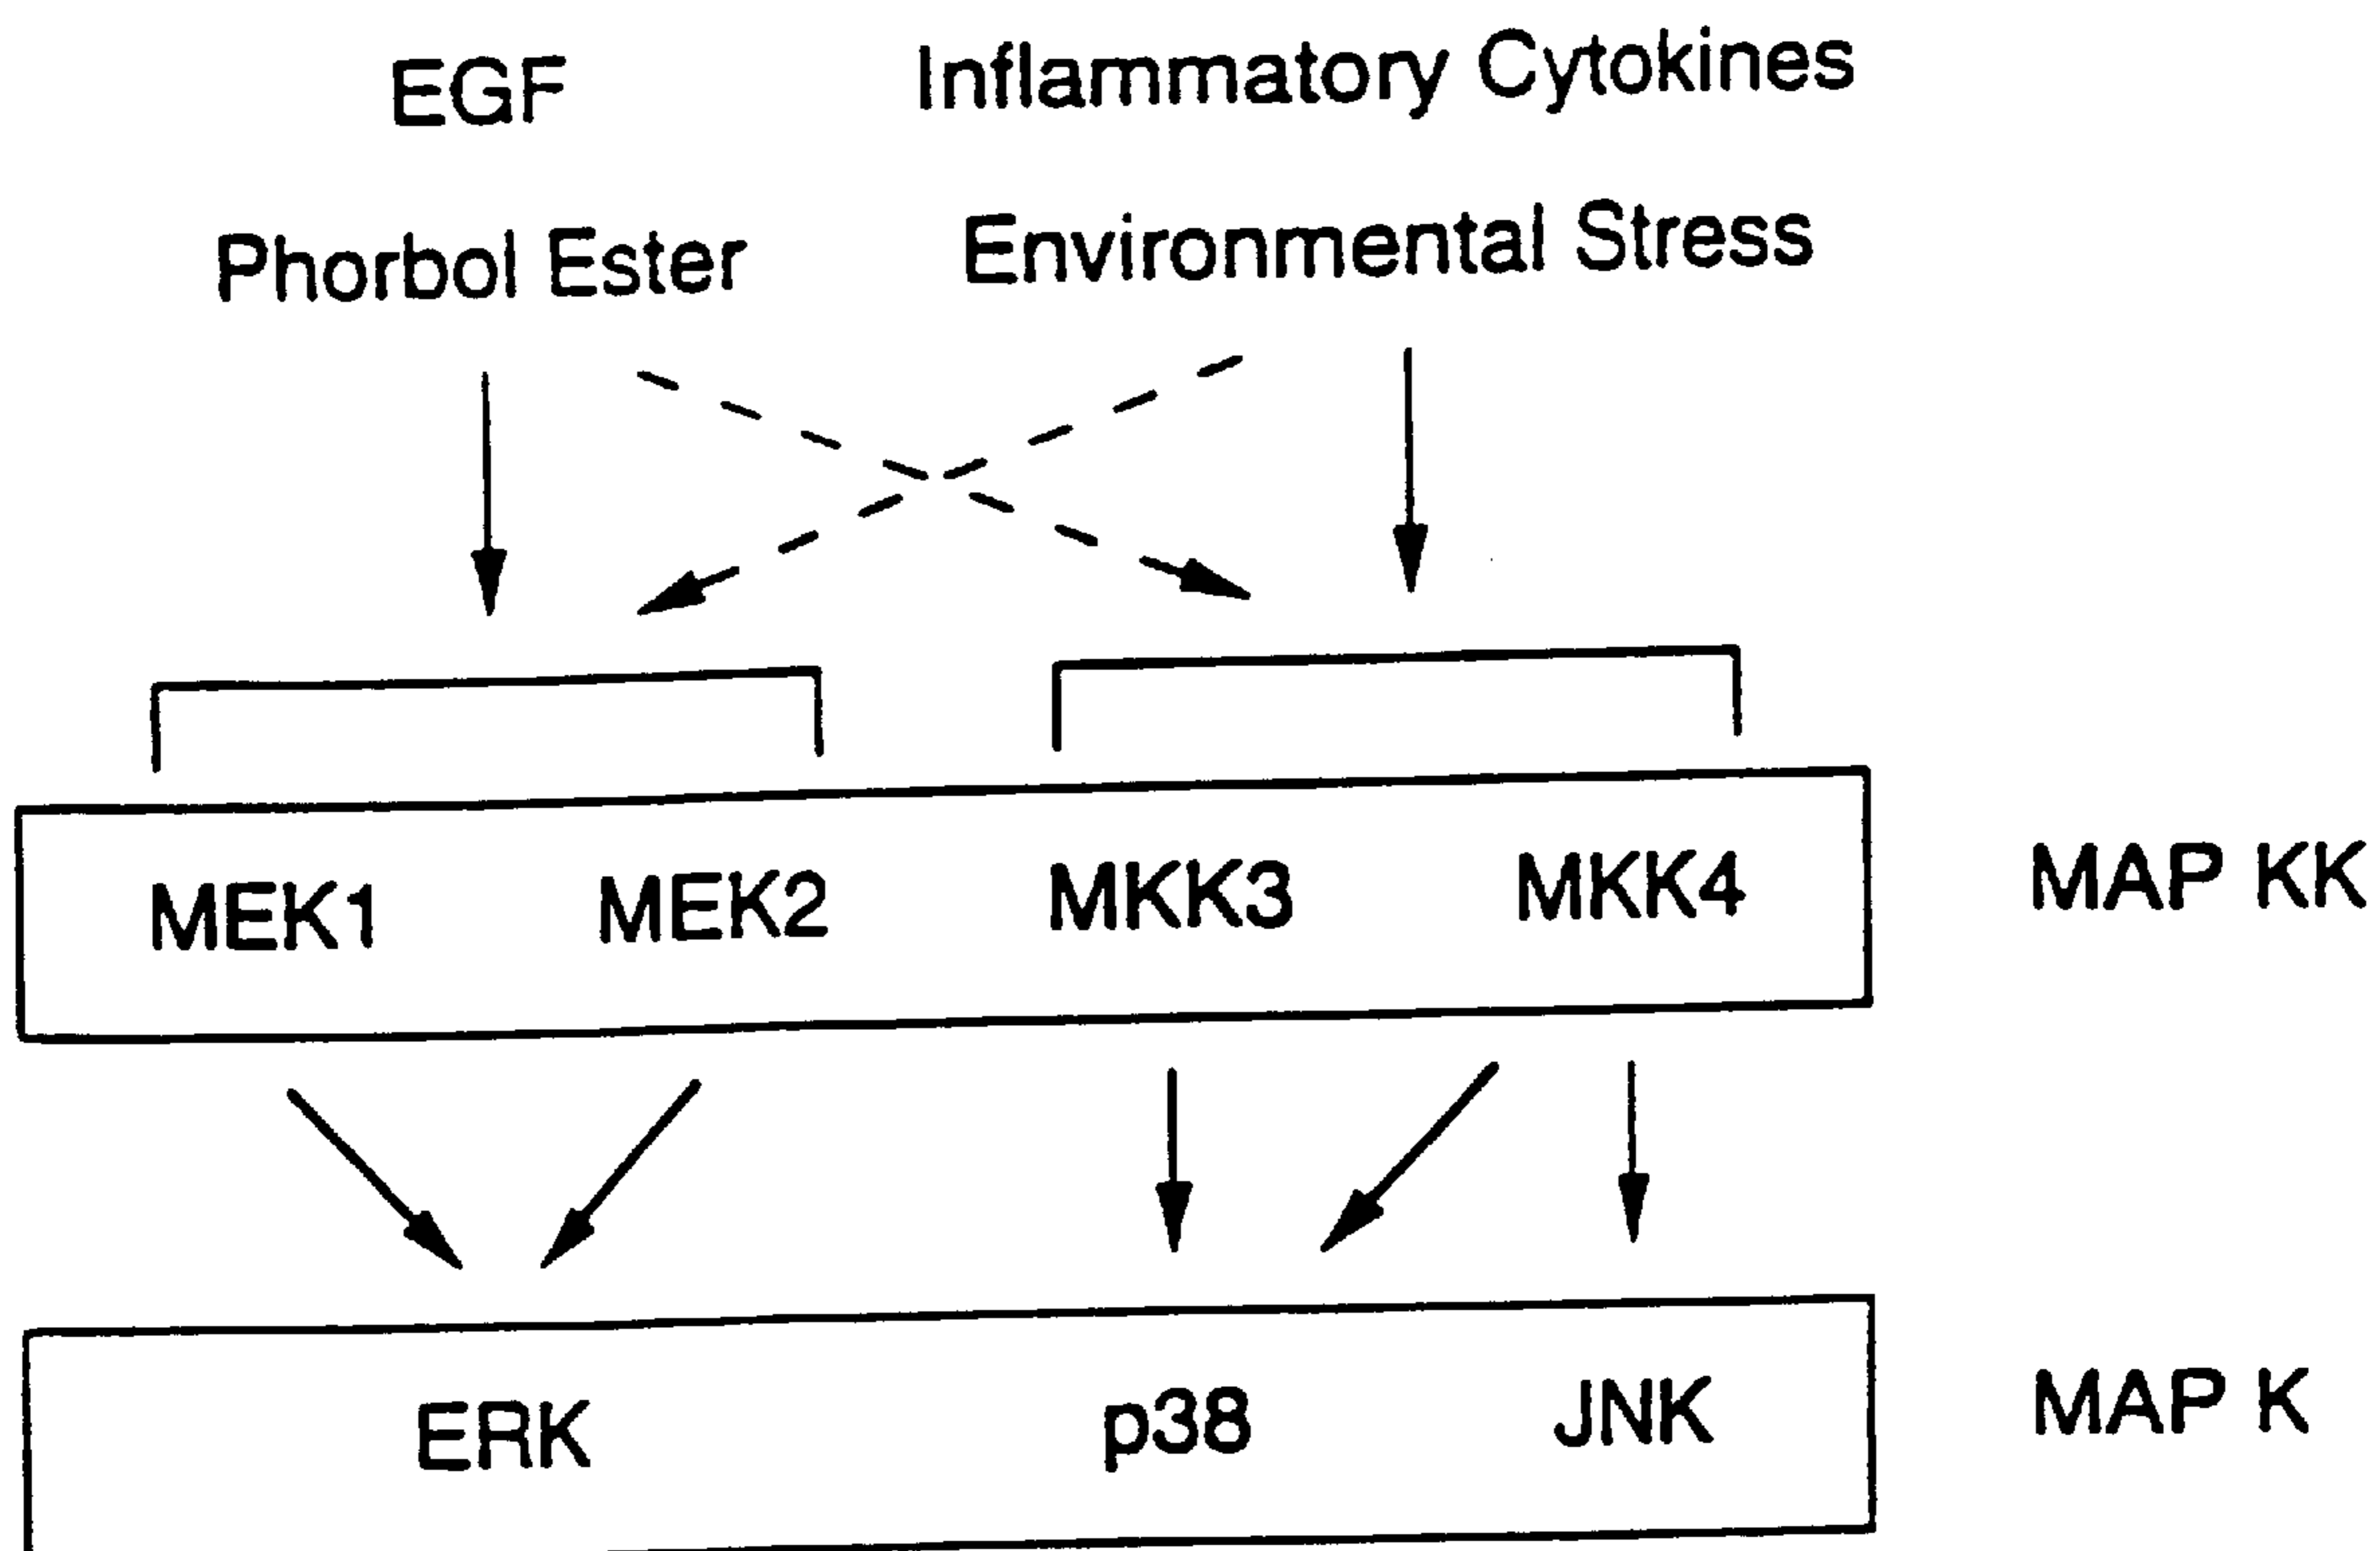 EGF Inflammatory Cytokines
Phorbol Ester Environmental Stress
MEK1 MEK2 MKK3 MKK4 MAP KK
ERK p38 JNK MAP K